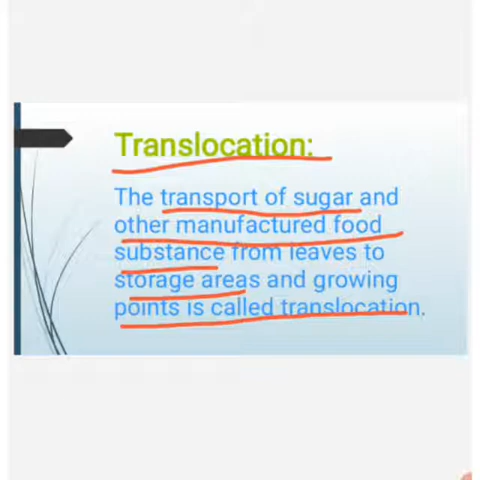 Translocation:
The transport of sugar and
other manufactured food
substance from leaves to
storage areas and growing
points is called translocation.